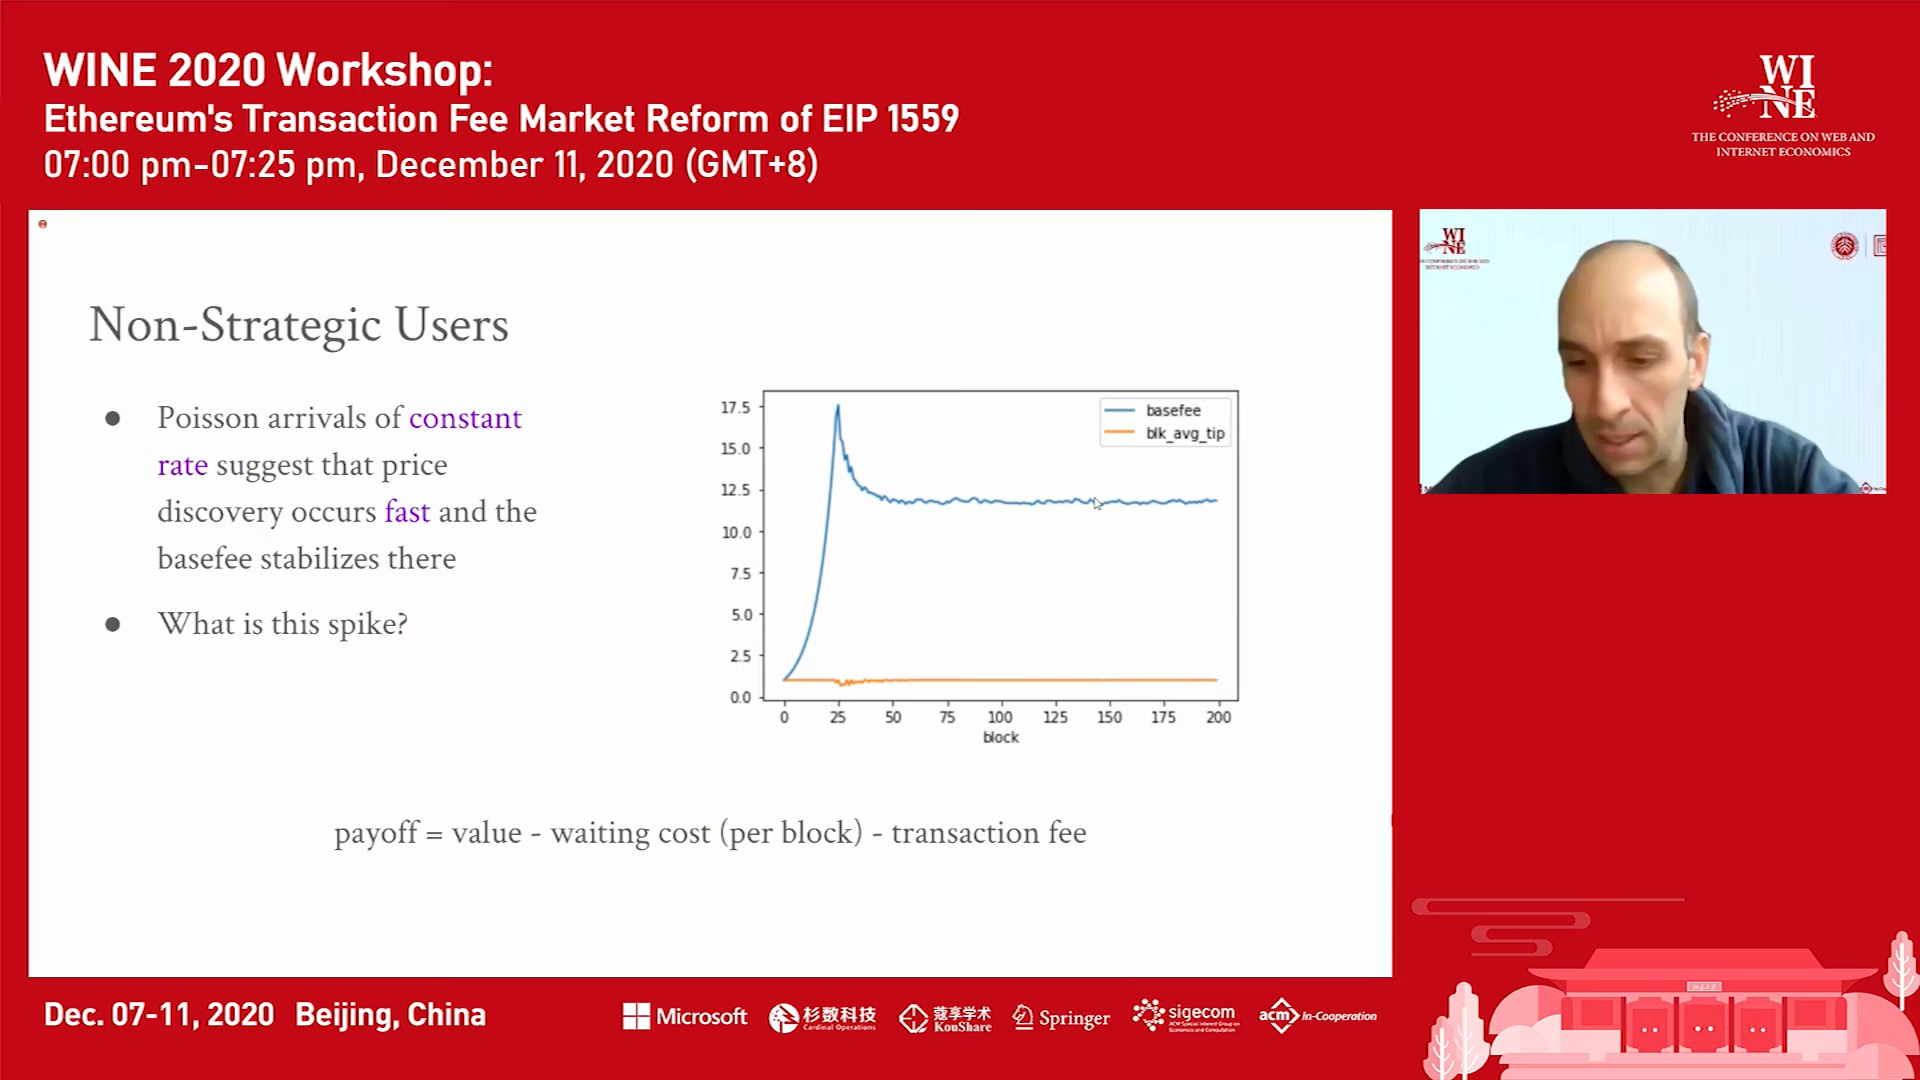 WINE 2020 Workshop:
Ethereum's Transaction Fee Market Reform of EIP 1559
07:00 pm-07:25 pm, December 11, 2020 (GMT+8)
WI
NE
THE CONFERENCE ON WEB AND
INTERNET ECONOMICS
Non-Strategic Users
● Poisson arrivals of constant
rate suggest that price
discovery occurs fast and the
basefee stabilizes there
● What is this spike?
basefee
blk_avg_tip
17.5
15.0
12.5
10.0
7.5
5.0
2.5
0.0
0 25 50 75 100 125 150 175 200
block
payoff = value - waiting cost (per block) - transaction fee
WI
NE
Dec. 07-11, 2020 Beijing, China
Microsoft
杉数科技
Cardinal Operations
蔻享学术
KouShare
Springer
sigecom
acm In-Cooperation